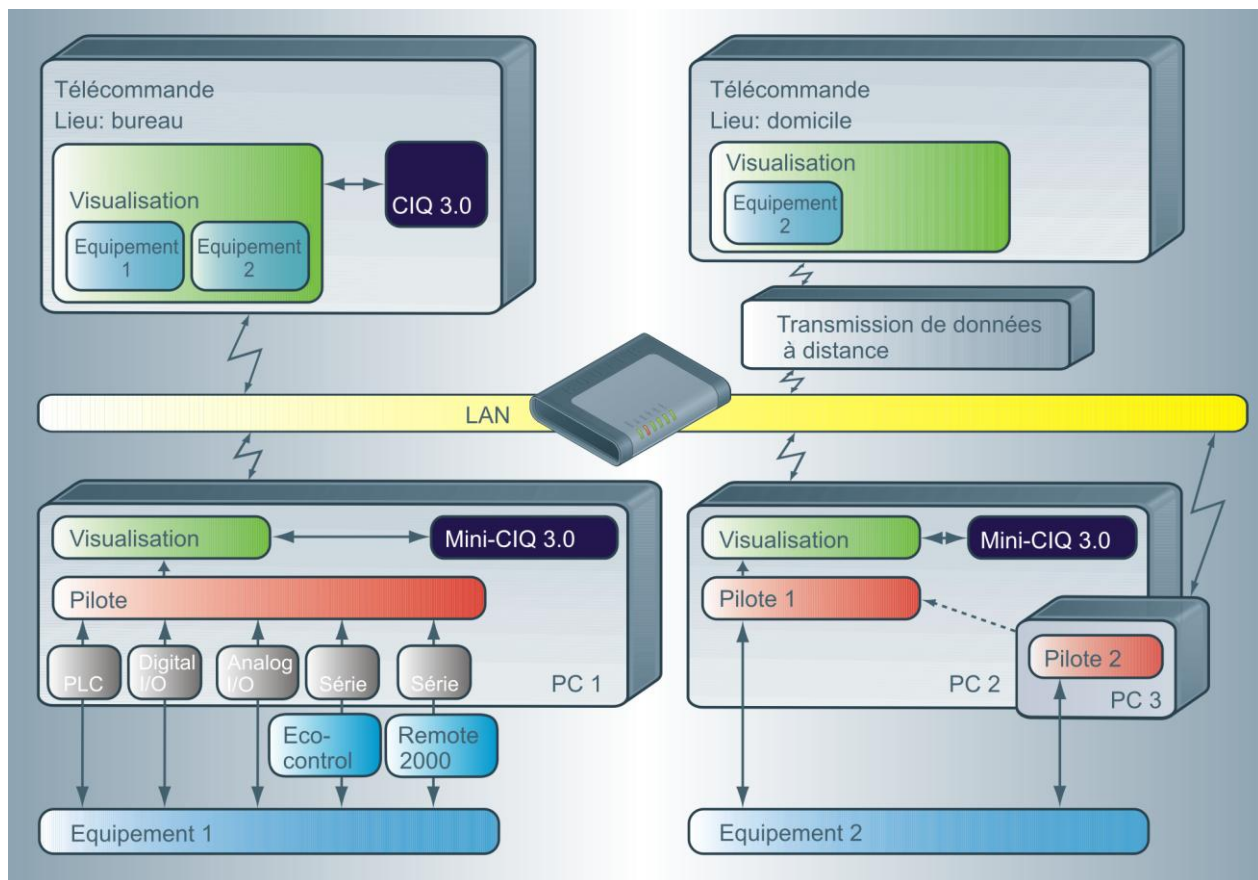 Télécommande
Lieu: bureau
Visualisation
Equipement
1
Equipement
2
CIQ 3.0
Télécommande
Lieu: domicile
Visualisation
Equipement
2
Transmission de données
à distance
LAN
Visualisation
Mini-CIQ 3.0
Pilote
PLC
Digital
I/O
Analog
I/O
Série
Série
PC 1
Eco-
control
Remote
2000
Equipement 1
Visualisation
Mini-CIQ 3.0
Pilote 1
PC 2
Pilote 2
PC 3
Equipement 2